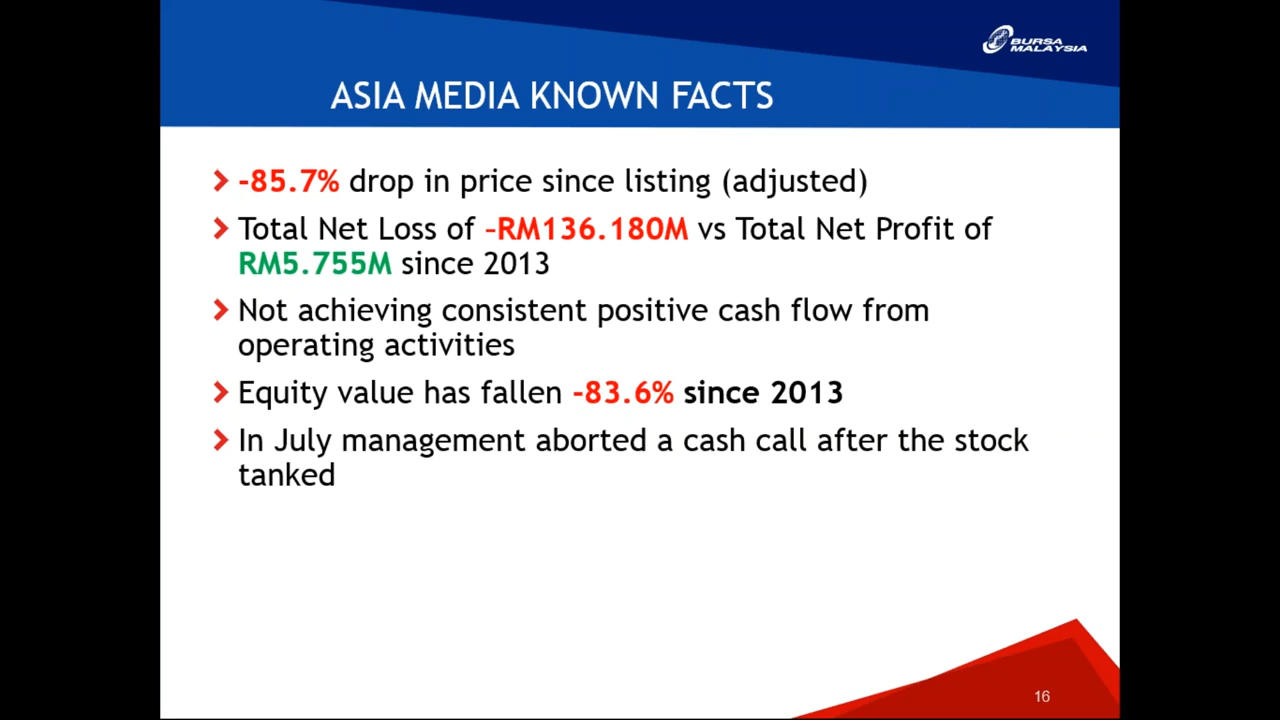 BURSA
MALAYSIA
ASIA MEDIA KNOWN FACTS
-85.7% drop in price since listing (adjusted)
Total Net Loss of –RM136.180M vs Total Net Profit of
RM5.755M since 2013
Not achieving consistent positive cash flow from
operating activities
Equity value has fallen -83.6% since 2013
In July management aborted a cash call after the stock
tanked
16